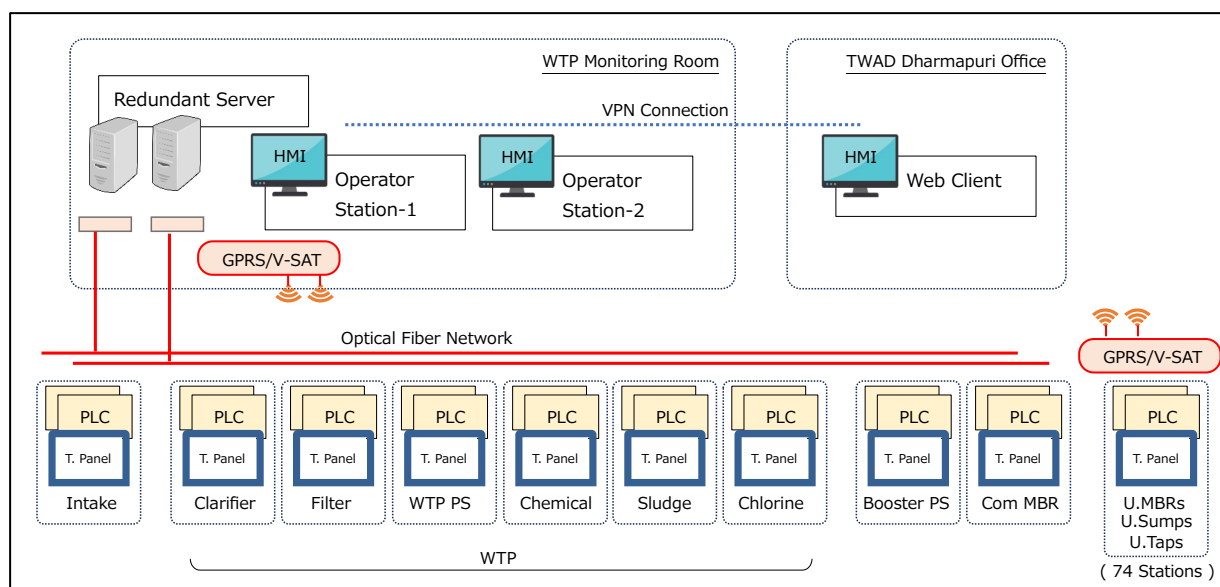 WTP Monitoring Room
TWAD Dharmapuri Office
Redundant Server
VPN Connection
HMI
Operator
Station-1
HMI
Operator
Station-2
HMI
Web Client
GPRS/V-SAT
Optical Fiber Network
GPRS/V-SAT
PLC
T. Panel
Intake
PLC
T. Panel
Clarifier
PLC
T. Panel
Filter
PLC
T. Panel
WTP PS
PLC
T. Panel
Chemical
PLC
T. Panel
Sludge
PLC
T. Panel
Chlorine
PLC
T. Panel
Booster PS
PLC
T. Panel
Com MBR
PLC
T. Panel
U.MBRs
U.Sumps
U.Taps
WTP
( 74 Stations )